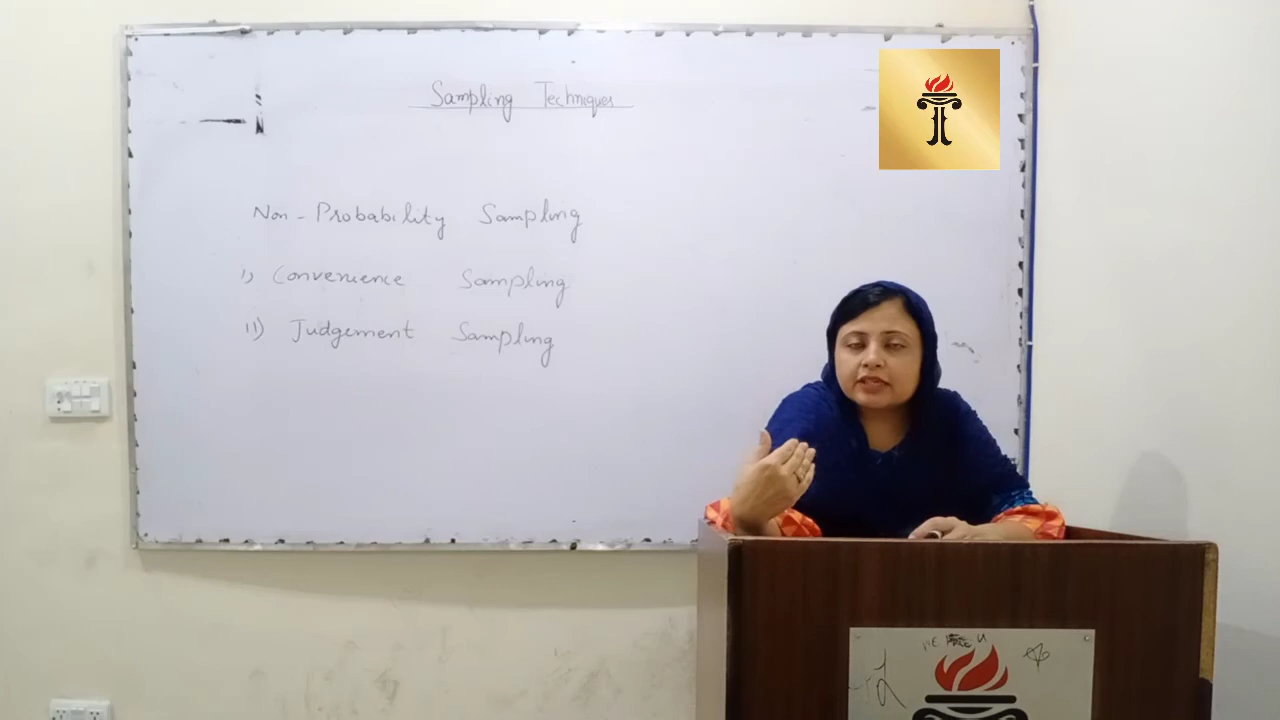 Sampling Techniques
Non - Probability Sampling
i) Convenience Sampling
ii) Judgement Sampling